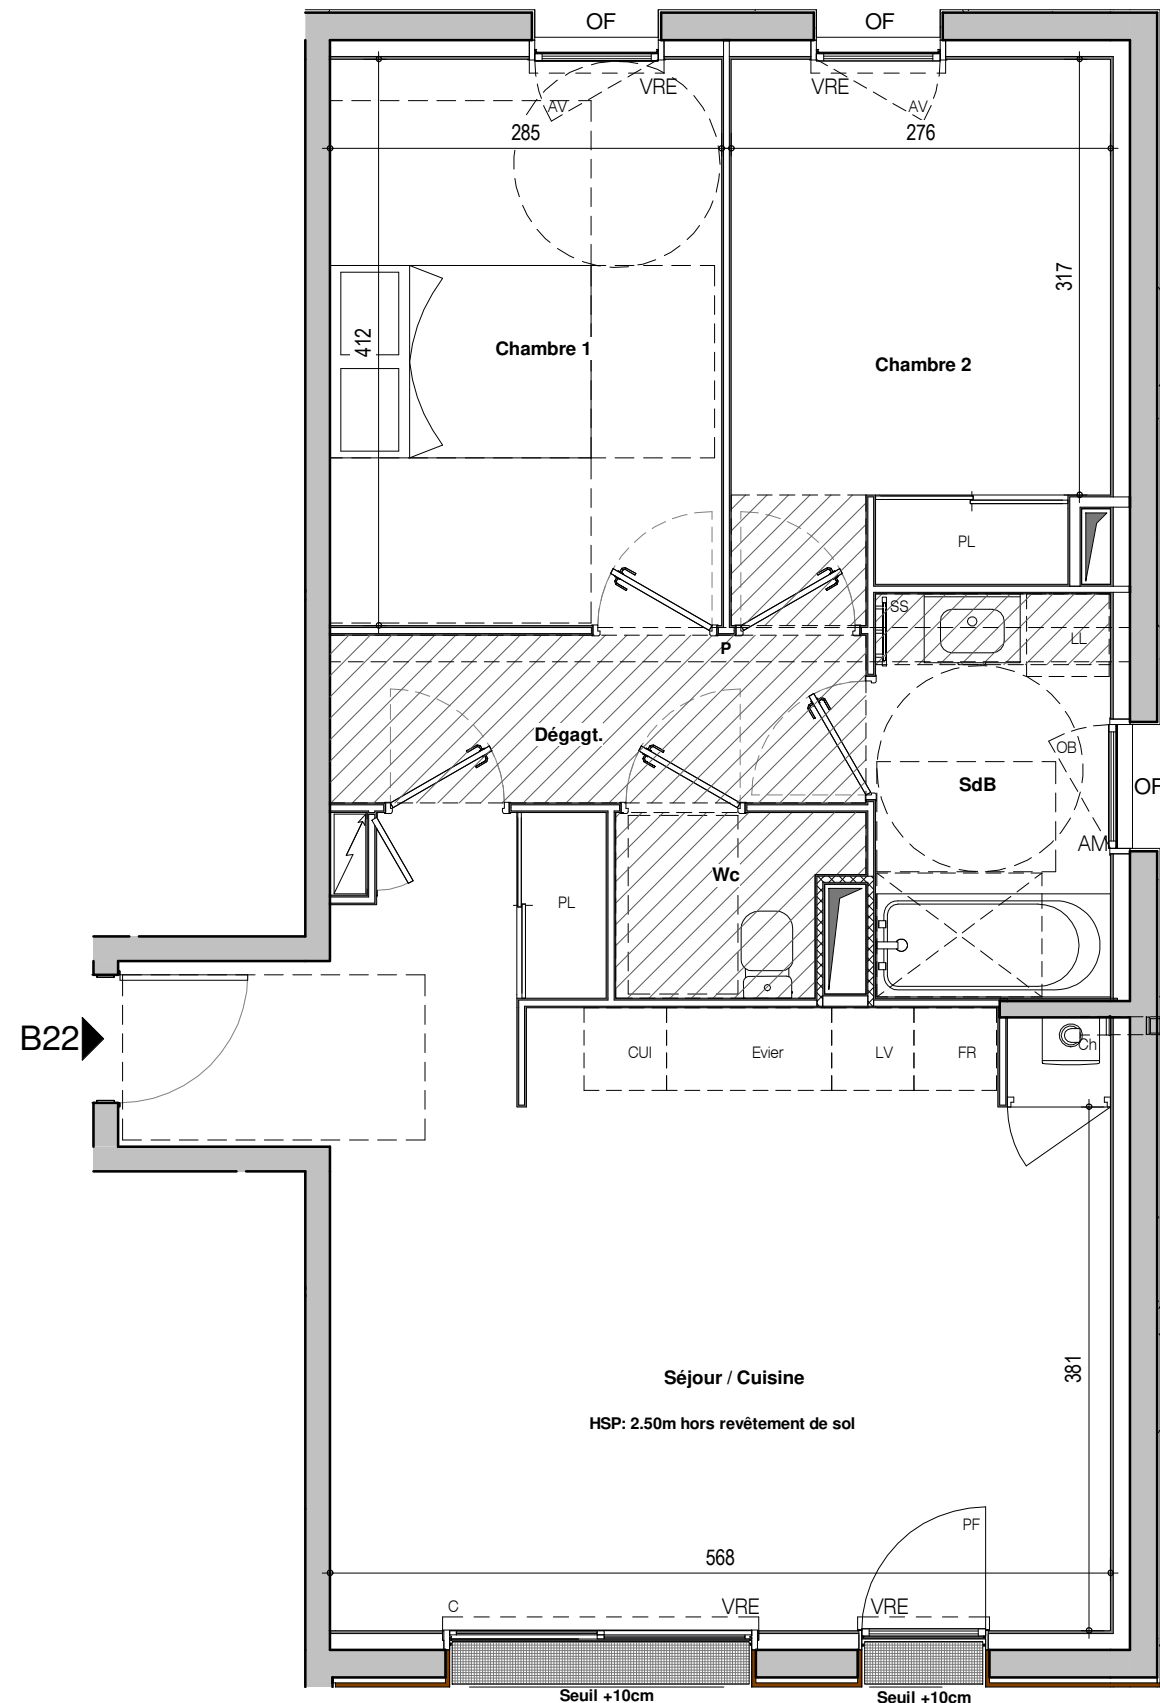 OF OF
VRE VRE
AV AV
285 276
317
412
Chambre 1
Chambre 2
PL
SS
LL
P
Dégagt.
OB
SdB
OF
AM
Wc
PL
B22
CUI Evier LV FR
Ch
381
Séjour / Cuisine
HSP: 2.50m hors revêtement de sol
PF
568
C VRE VRE
Seuil +10cm Seuil +10cm